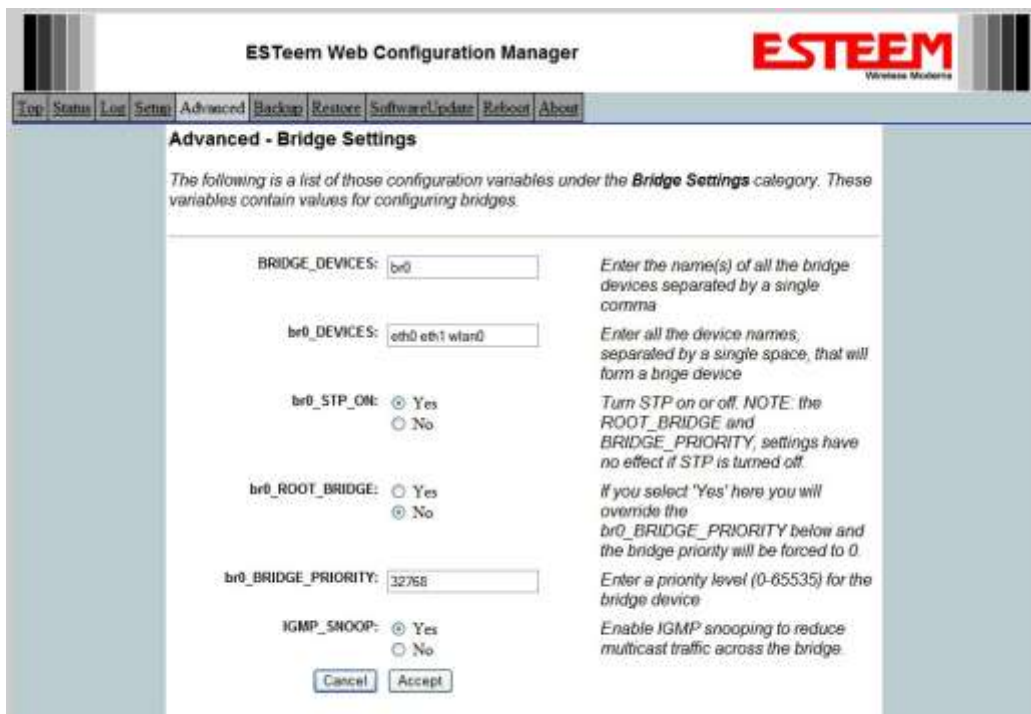 ESTeem Web Configuration Manager
ESTEEM
Wireless Modems
Top Status Log Setup Advanced Backup Restore SoftwareUpdate Reboot About
Advanced - Bridge Settings
The following is a list of those configuration variables under the Bridge Settings category. These
variables contain values for configuring bridges.
BRIDGE_DEVICES: br0
Enter the name(s) of all the bridge
devices separated by a single
comma
br0_DEVICES: eth0 eth1 wlan0
Enter all the device names,
separated by a single space, that will
form a brige device
br0_STP_ON: Yes
No
Turn STP on or off. NOTE: the
ROOT_BRIDGE and
BRIDGE_PRIORITY, settings have
no effect if STP is turned off.
br0_ROOT_BRIDGE: Yes
No
If you select 'Yes' here you will
override the
br0_BRIDGE_PRIORITY below and
the bridge priority will be forced to 0.
br0_BRIDGE_PRIORITY: 32768
Enter a priority level (0-65535) for the
bridge device
IGMP_SNOOP: Yes
No
Enable IGMP snooping to reduce
multicast traffic across the bridge.
Cancel Accept